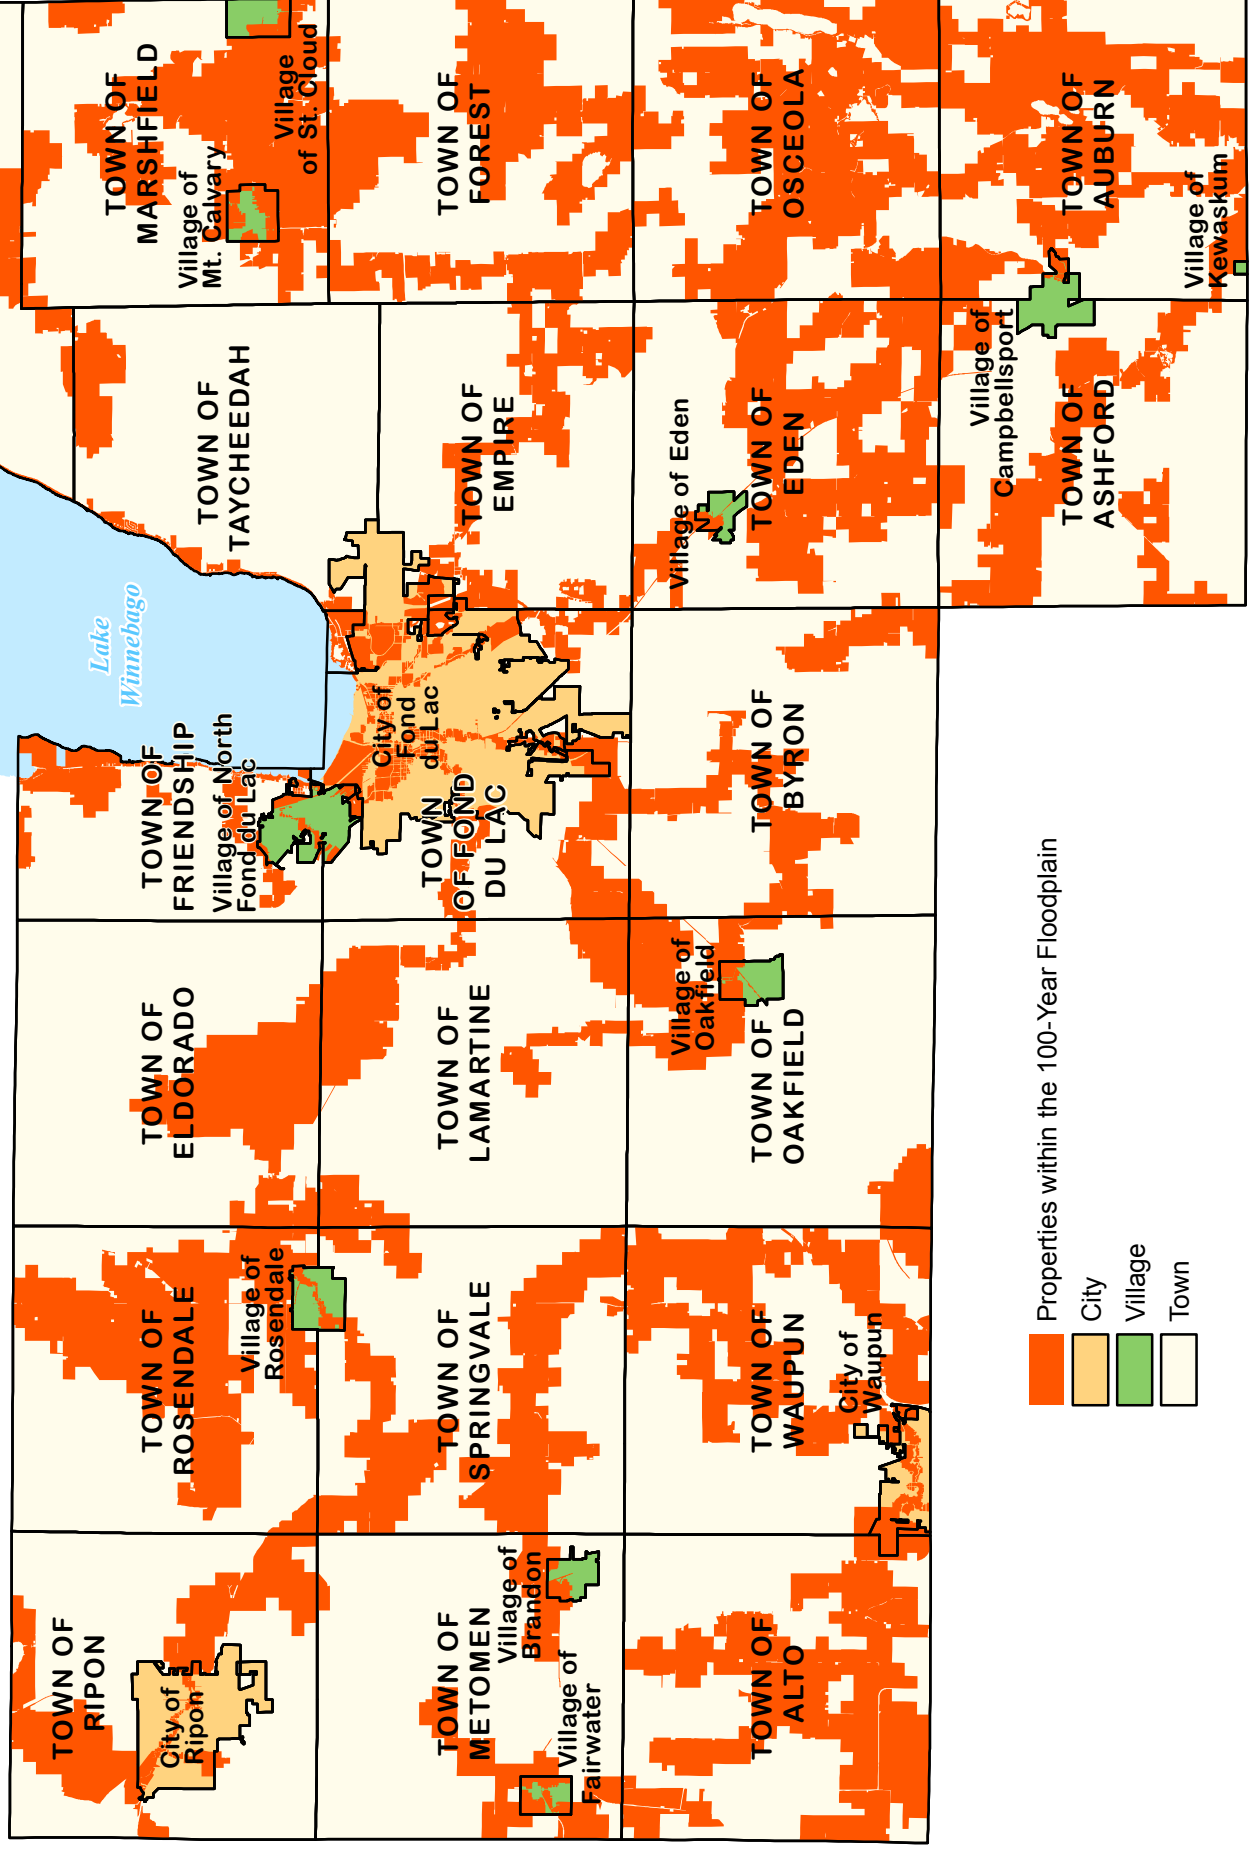 TOWN OF
RIPON
City of
Ripon
TOWN OF
ROSENDALE
Village of
Rosendale
TOWN OF
ELDORADO
TOWN OF
FRIENDSHIP
Village of North
Fond du Lac
Lake
Winnebago
TOWN OF
TAYCHEEDAH
TOWN OF
MARSHFIELD
Village of
Mt. Calvary
Village
of St. Cloud
TOWN OF
METOMEN
Village of
Brandon
Village of
Fairwater
TOWN OF
SPRINGVALE
TOWN OF
LAMARTINE
TOWN
OF FOND
DU LAC
City of
Fond
du Lac
TOWN OF
EMPIRE
TOWN OF
FOREST
TOWN OF
ALTO
TOWN OF
WAUPUN
City of
Waupun
TOWN OF
OAKFIELD
Village of
Oakfield
TOWN OF
BYRON
Village of Eden
TOWN OF
EDEN
TOWN OF
OSCEOLA
Village of
Campbellsport
TOWN OF
ASHFORD
TOWN OF
AUBURN
Village of
Kewaskum
Properties within the 100-Year Floodplain
City
Village
Town